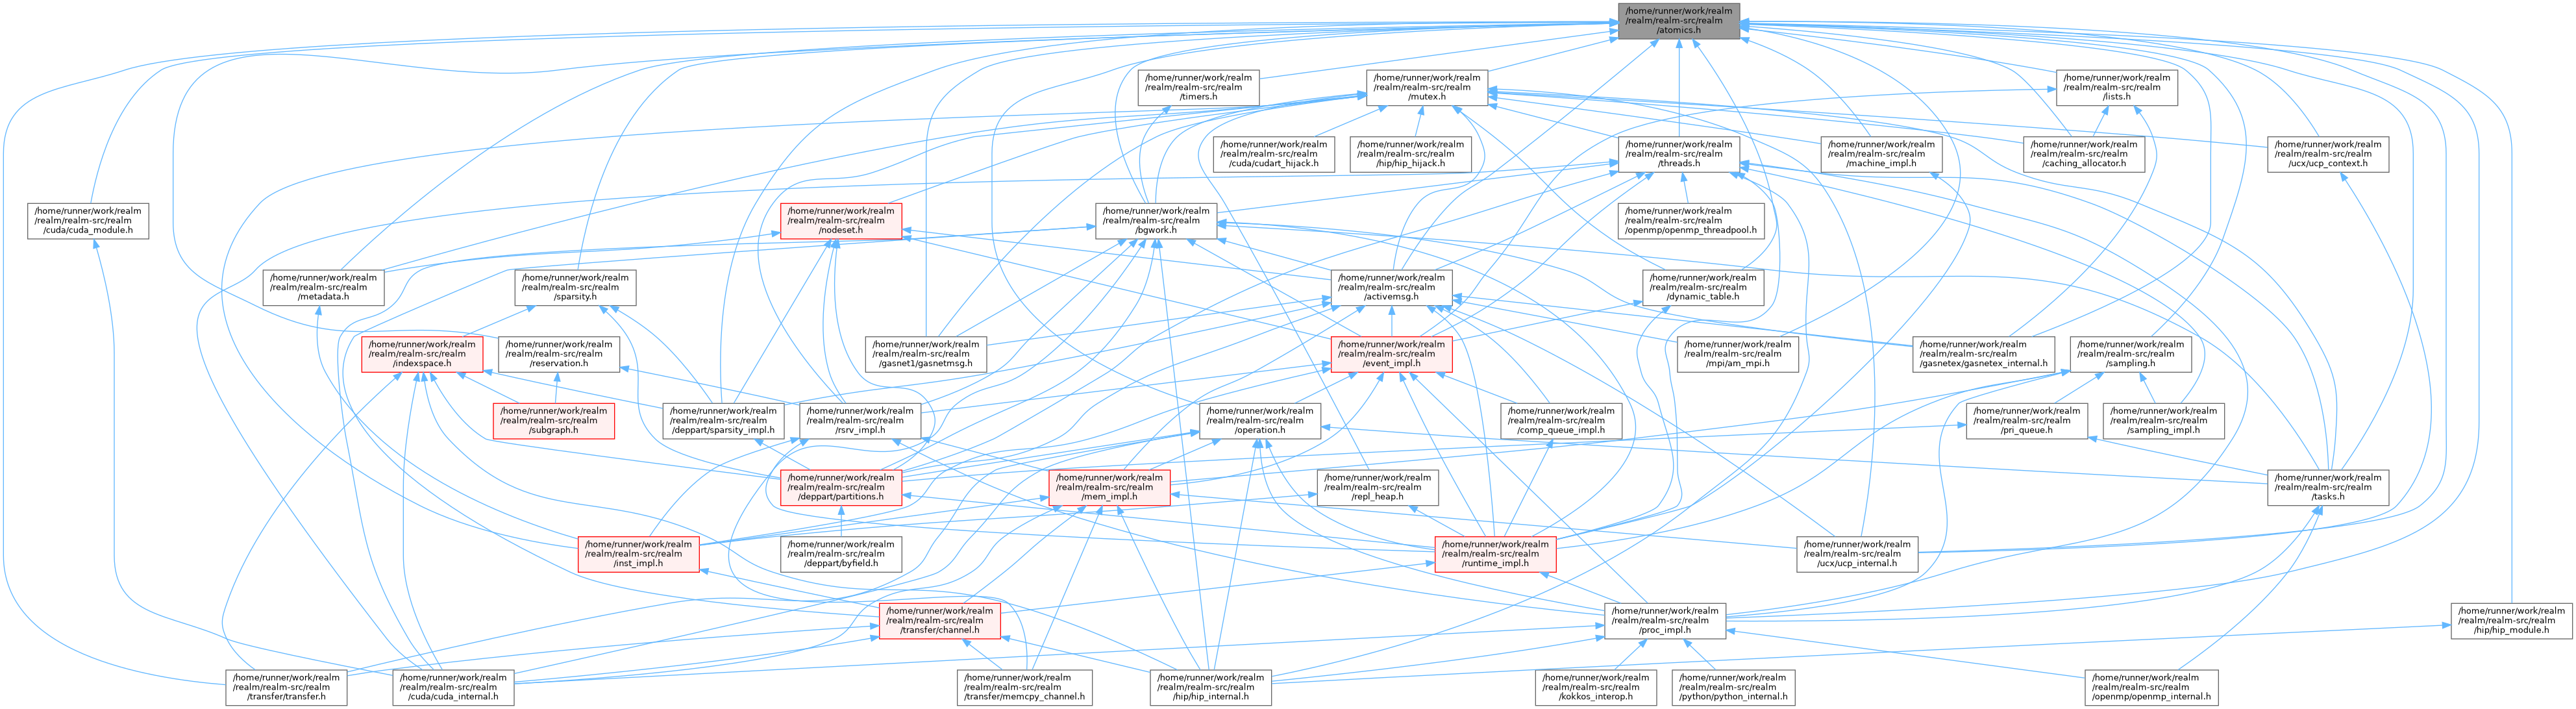 /home/runner/work/realm
/realm/realm-src/realm
/atomics.h
/home/runner/work/realm
/realm/realm-src/realm
/timers.h
/home/runner/work/realm
/realm/realm-src/realm
/mutex.h
/home/runner/work/realm
/realm/realm-src/realm
/lists.h
/home/runner/work/realm
/realm/realm-src/realm
/cuda/cudart_hijack.h
/home/runner/work/realm
/realm/realm-src/realm
/hip/hip_hijack.h
/home/runner/work/realm
/realm/realm-src/realm
/threads.h
/home/runner/work/realm
/realm/realm-src/realm
/machine_impl.h
/home/runner/work/realm
/realm/realm-src/realm
/caching_allocator.h
/home/runner/work/realm
/realm/realm-src/realm
/ucx/ucp_context.h
/home/runner/work/realm
/realm/realm-src/realm
/cuda/cuda_module.h
/home/runner/work/realm
/realm/realm-src/realm
/nodeset.h
/home/runner/work/realm
/realm/realm-src/realm
/bgwork.h
/home/runner/work/realm
/realm/realm-src/realm
/openmp/openmp_threadpool.h
/home/runner/work/realm
/realm/realm-src/realm
/metadata.h
/home/runner/work/realm
/realm/realm-src/realm
/sparsity.h
/home/runner/work/realm
/realm/realm-src/realm
/activemsg.h
/home/runner/work/realm
/realm/realm-src/realm
/dynamic_table.h
/home/runner/work/realm
/realm/realm-src/realm
/indexspace.h
/home/runner/work/realm
/realm/realm-src/realm
/reservation.h
/home/runner/work/realm
/realm/realm-src/realm
/gasnet1/gasnetmsg.h
/home/runner/work/realm
/realm/realm-src/realm
/event_impl.h
/home/runner/work/realm
/realm/realm-src/realm
/mpi/am_mpi.h
/home/runner/work/realm
/realm/realm-src/realm
/gasnetex/gasnetex_internal.h
/home/runner/work/realm
/realm/realm-src/realm
/sampling.h
/home/runner/work/realm
/realm/realm-src/realm
/subgraph.h
/home/runner/work/realm
/realm/realm-src/realm
/deppart/sparsity_impl.h
/home/runner/work/realm
/realm/realm-src/realm
/rsrv_impl.h
/home/runner/work/realm
/realm/realm-src/realm
/operation.h
/home/runner/work/realm
/realm/realm-src/realm
/comp_queue_impl.h
/home/runner/work/realm
/realm/realm-src/realm
/pri_queue.h
/home/runner/work/realm
/realm/realm-src/realm
/sampling_impl.h
/home/runner/work/realm
/realm/realm-src/realm
/deppart/partitions.h
/home/runner/work/realm
/realm/realm-src/realm
/mem_impl.h
/home/runner/work/realm
/realm/realm-src/realm
/repl_heap.h
/home/runner/work/realm
/realm/realm-src/realm
/tasks.h
/home/runner/work/realm
/realm/realm-src/realm
/inst_impl.h
/home/runner/work/realm
/realm/realm-src/realm
/deppart/byfield.h
/home/runner/work/realm
/realm/realm-src/realm
/runtime_impl.h
/home/runner/work/realm
/realm/realm-src/realm
/ucx/ucp_internal.h
/home/runner/work/realm
/realm/realm-src/realm
/transfer/channel.h
/home/runner/work/realm
/realm/realm-src/realm
/proc_impl.h
/home/runner/work/realm
/realm/realm-src/realm
/hip/hip_module.h
/home/runner/work/realm
/realm/realm-src/realm
/transfer/transfer.h
/home/runner/work/realm
/realm/realm-src/realm
/cuda/cuda_internal.h
/home/runner/work/realm
/realm/realm-src/realm
/transfer/memcpy_channel.h
/home/runner/work/realm
/realm/realm-src/realm
/hip/hip_internal.h
/home/runner/work/realm
/realm/realm-src/realm
/kokkos_interop.h
/home/runner/work/realm
/realm/realm-src/realm
/python/python_internal.h
/home/runner/work/realm
/realm/realm-src/realm
/openmp/openmp_internal.h